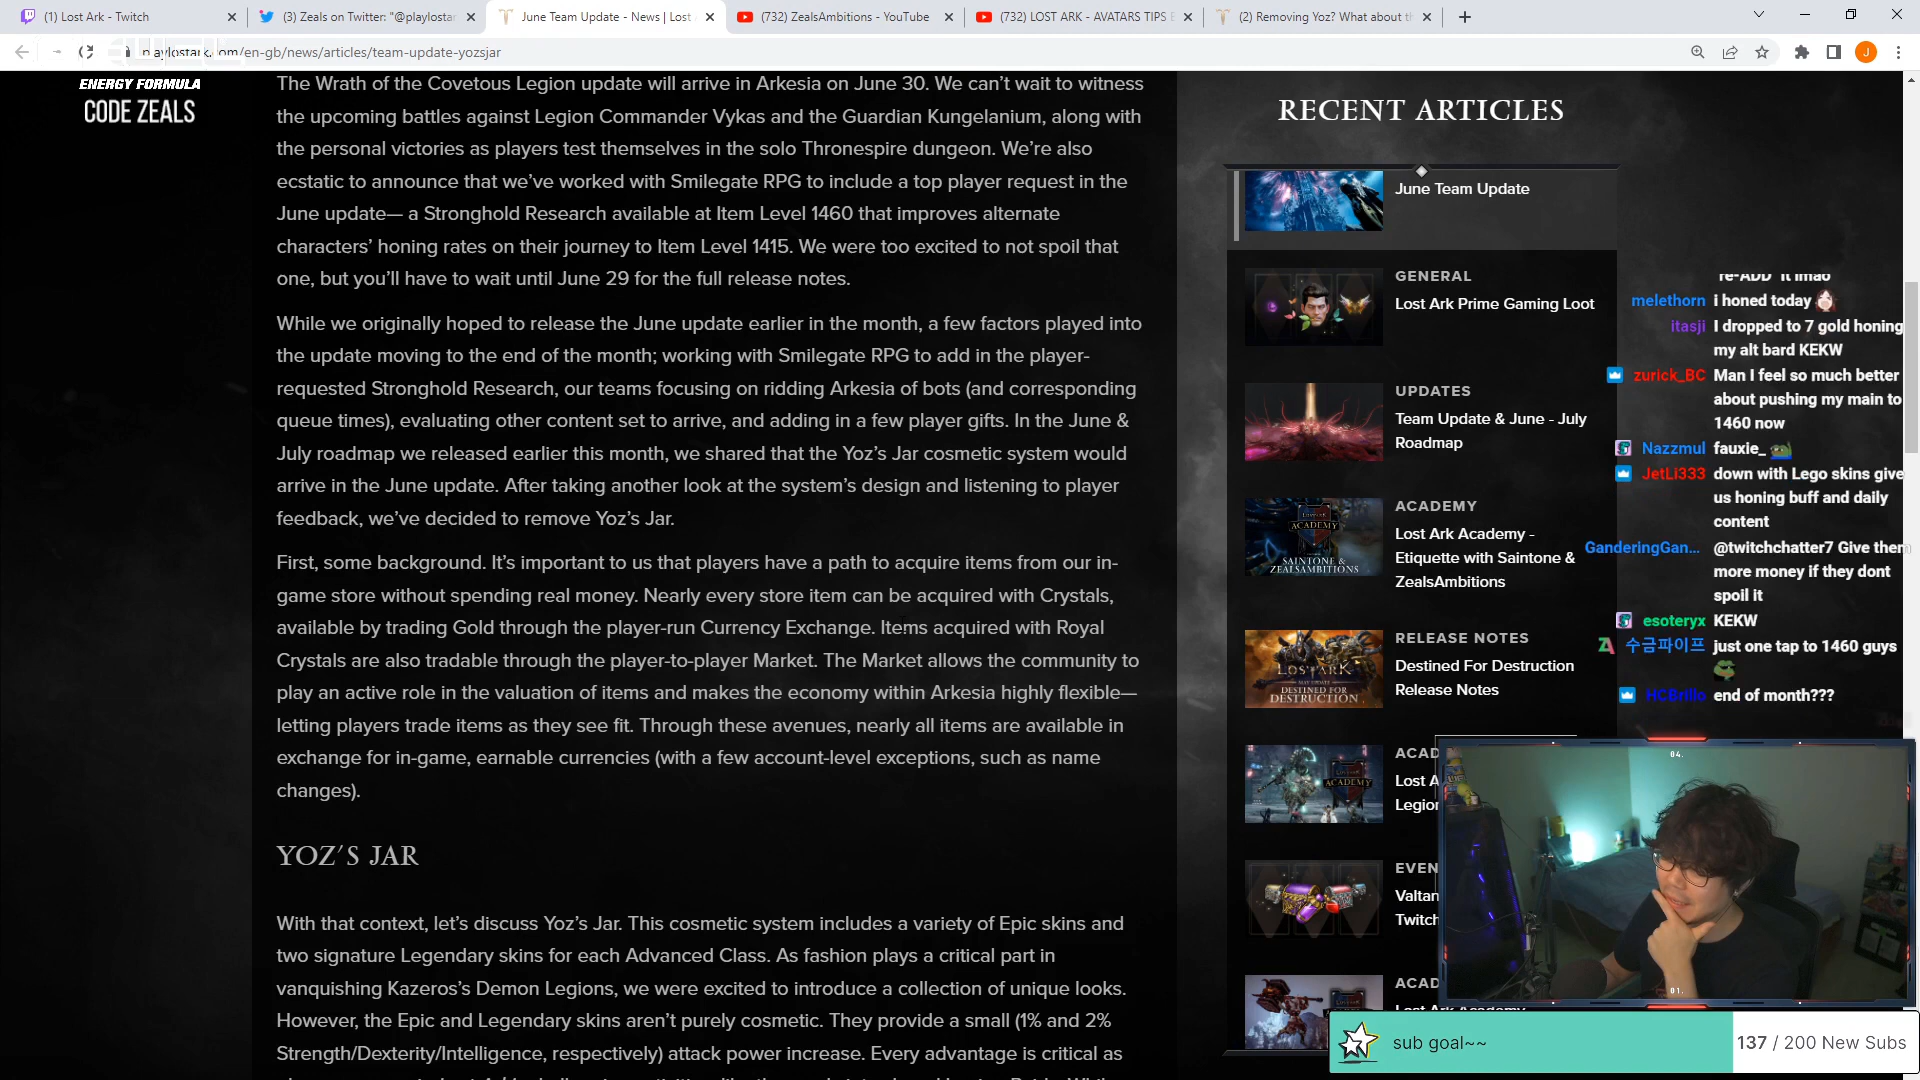 (1) Lost Ark - Twitch
(3) Zeals on Twitter: "@playlostar
June Team Update - News | Lost
(732) ZealsAmbitions - YouTube
(732) LOST ARK - AVATARS TIPS
(2) Removing Yoz? What about
/en-gb/news/articles/team-update-yozsjar
J
ENERGY FORMULA
CODE ZEALS
The Wrath of the Covetous Legion update will arrive in Arkesia on June 30. We can't wait to witness
the upcoming battles against Legion Commander Vykas and the Guardian Kungelanium, along with
the personal victories as players test themselves in the solo Thronespire dungeon. We're also
ecstatic to announce that we've worked with Smilegate RPG to include a top player request in the
June update— a Stronghold Research available at Item Level 1460 that improves alternate
characters' honing rates on their journey to Item Level 1415. We were too excited to not spoil that
one, but you'll have to wait until June 29 for the full release notes.
While we originally hoped to release the June update earlier in the month, a few factors played into
the update moving to the end of the month; working with Smilegate RPG to add in the player-
requested Stronghold Research, our teams focusing on ridding Arkesia of bots (and corresponding
queue times), evaluating other content set to arrive, and adding in a few player gifts. In the June &
July roadmap we released earlier this month, we shared that the Yoz's Jar cosmetic system would
arrive in the June update. After taking another look at the system's design and listening to player
feedback, we've decided to remove Yoz's Jar.
First, some background. It's important to us that players have a path to acquire items from our in-
game store without spending real money. Nearly every store item can be acquired with Crystals,
available by trading Gold through the player-run Currency Exchange. Items acquired with Royal
Crystals are also tradable through the player-to-player Market. The Market allows the community to
play an active role in the valuation of items and makes the economy within Arkesia highly flexible—
letting players trade items as they see fit. Through these avenues, nearly all items are available in
exchange for in-game, earnable currencies (with a few account-level exceptions, such as name
changes).
YOZ'S JAR
With that context, let's discuss Yoz's Jar. This cosmetic system includes a variety of Epic skins and
two signature Legendary skins for each Advanced Class. As fashion plays a critical part in
vanquishing Kazeros's Demon Legions, we were excited to introduce a collection of unique looks.
However, the Epic and Legendary skins aren't purely cosmetic. They provide a small (1% and 2%
Strength/Dexterity/Intelligence, respectively) attack power increase. Every advantage is critical as
RECENT ARTICLES
June Team Update
GENERAL
Lost Ark Prime Gaming Loot
UPDATES
Team Update & June - July
Roadmap
ACADEMY
SAINTONE &
ZEALSAMBITIONS
Lost Ark Academy -
Etiquette with Saintone &
ZealsAmbitions
RELEASE NOTES
LOST ARK
DESTINED FOR
DESTRUCTION
Destined For Destruction
Release Notes
ACAD
ACADEMY
Lost A
Legion
EVEN
Valtan
Twitch
ACAD
Lost Ark Academy
re-ADD it lmao
melethorn i honed today
itasji I dropped to 7 gold honing
my alt bard KEKW
zurick_BC Man I feel so much better
about pushing my main to
1460 now
Nazzmul fauxie_
JetLi333 down with Lego skins give
us honing buff and daily
content
GanderingGan... @twitchchatter7 Give them
more money if they dont
spoil it
esoteryx KEKW
수금파이프 just one tap to 1460 guys
HCBrillo end of month???
04.
01.
sub goal~~
137 / 200 New Subs